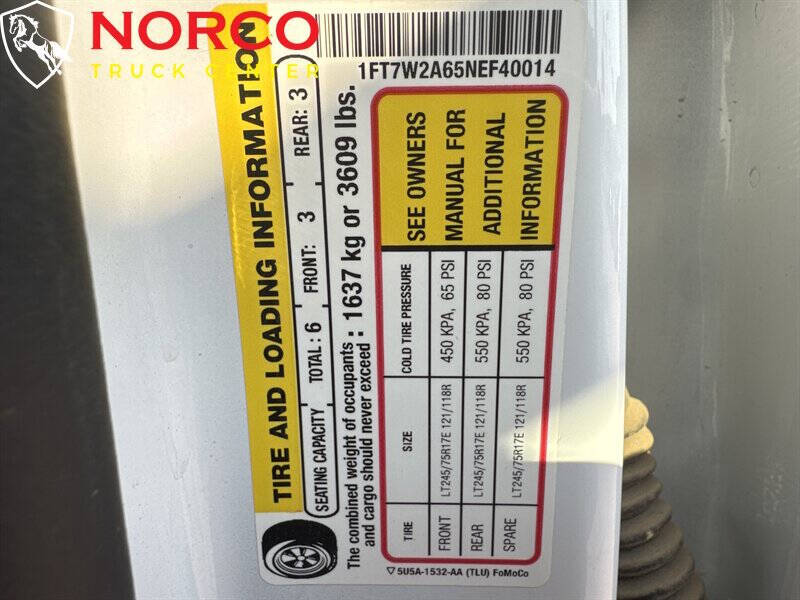 NORCO
TRUCK CENTER
1FT7W2A65NEF40014
TIRE AND LOADING INFORMATION
SEATING CAPACITY TOTAL: 6 FRONT: 3 REAR: 3
The combined weight of occupants
and cargo should never exceed : 1637 kg or 3609 lbs.
TIRE SIZE COLD TIRE PRESSURE
FRONT LT245/75R17E 121/118R 450 KPA, 65 PSI
REAR LT245/75R17E 121/118R 550 KPA, 80 PSI
SPARE LT245/75R17E 121/118R 550 KPA, 80 PSI
SEE OWNERS
MANUAL FOR
ADDITIONAL
INFORMATION
5U5A-1532-AA (TLU) FoMoCo